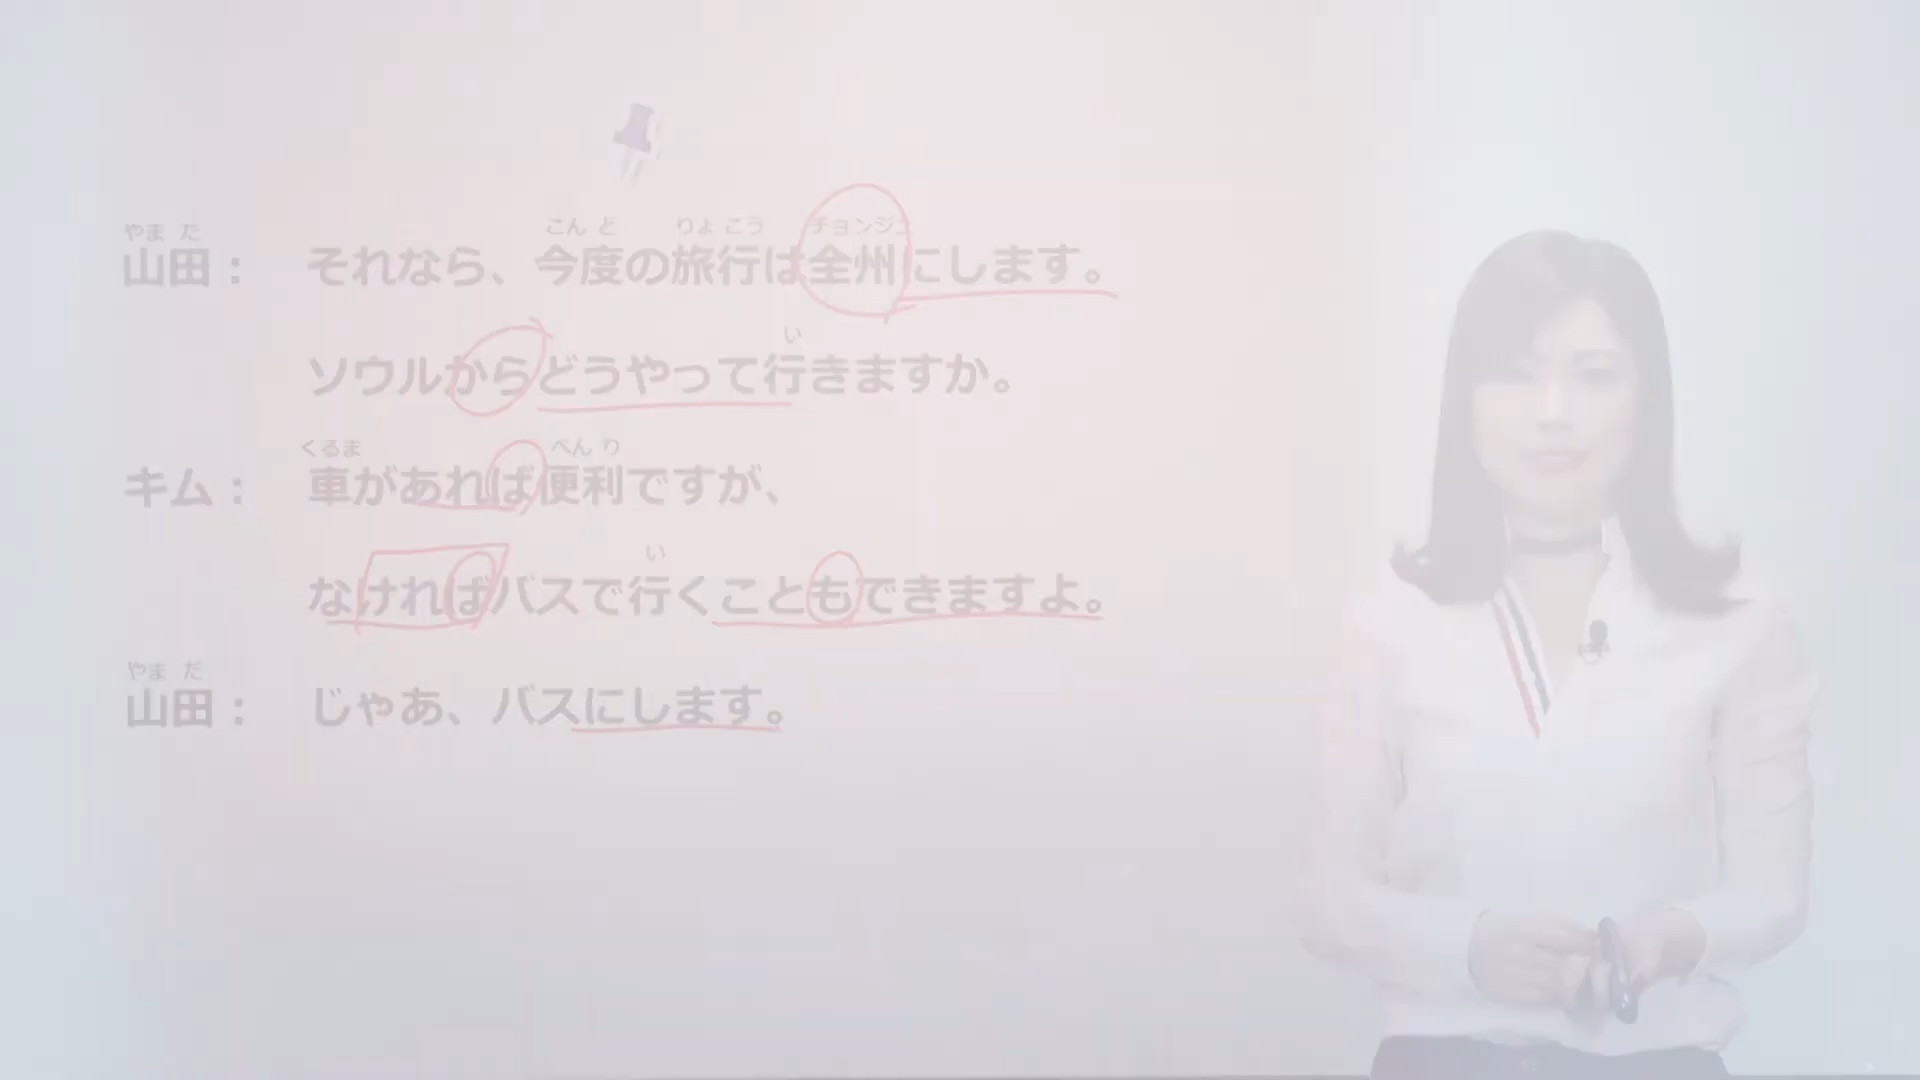 やまだ こんど りょこう チョンジュ
山田： それなら、今度の旅行は全州にします。
い
ソウルからどうやって行きますか。
くるま べんり
キム： 車があれば便利ですが、
い
なければバスで行くこともできますよ。
やまだ
山田： じゃあ、バスにします。